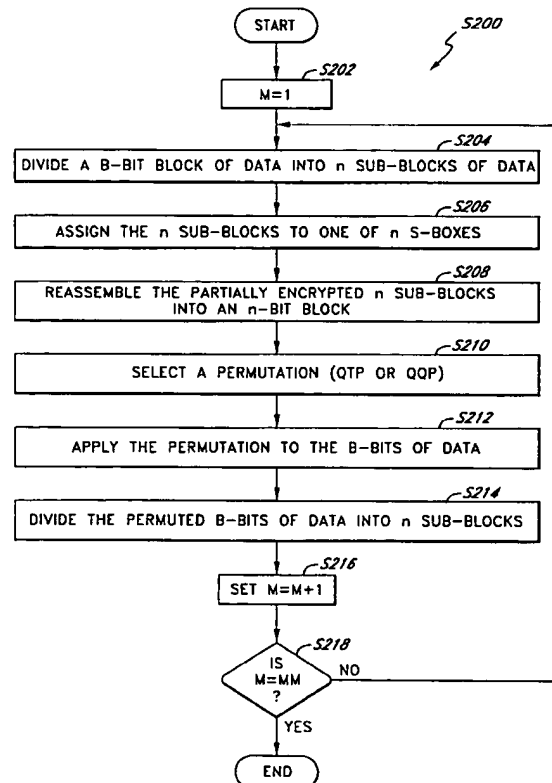 START
S200
S202
M=1
S204
DIVIDE A B-BIT BLOCK OF DATA INTO n SUB-BLOCKS OF DATA
S206
ASSIGN THE n SUB-BLOCKS TO ONE OF n S-BOXES
S208
REASSEMBLE THE PARTIALLY ENCRYPTED n SUB-BLOCKS
INTO AN n-BIT BLOCK
S210
SELECT A PERMUTATION (QTP OR QQP)
S212
APPLY THE PERMUTATION TO THE B-BITS OF DATA
S214
DIVIDE THE PERMUTED B-BITS OF DATA INTO n SUB-BLOCKS
S216
SET M=M+1
S218
IS
M=MM
?
NO
YES
END